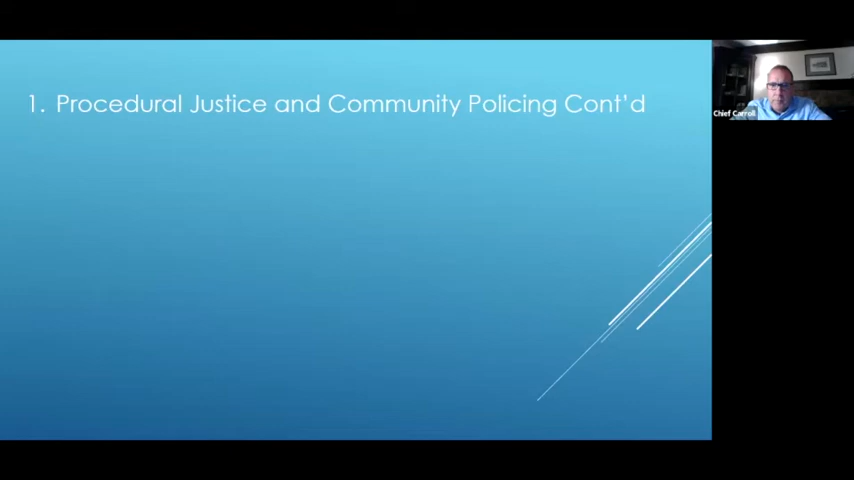 1. Procedural Justice and Community Policing Cont'd
Chief Carroll